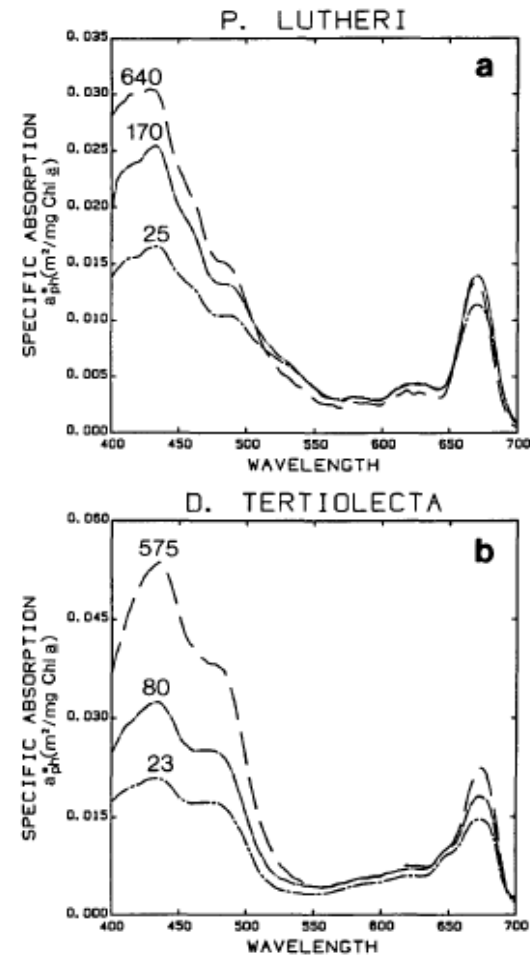 P. LUTHERI
a
SPECIFIC ABSORPTION
a*ph(m²/mg Chl a)
0.035
0.030
0.025
0.020
0.015
0.010
0.005
0.000
640
170
25
400 450 500 550 600 650 700
WAVELENGTH
D. TERTIOLECTA
b
SPECIFIC ABSORPTION
a*ph(m²/mg Chl a)
0.060
0.045
0.030
0.015
0.000
575
80
23
400 450 500 550 600 650 700
WAVELENGTH